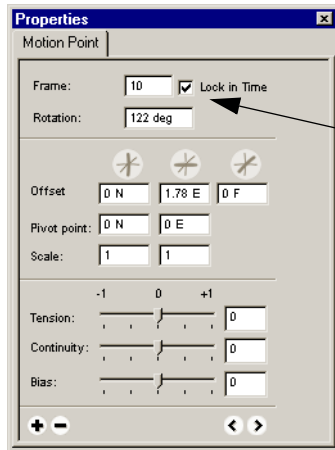 Properties
Motion Point
Frame: 10 Lock in Time
Rotation: 122 deg
Offset 0 N 1.78 E 0 F
Pivot point: 0 N 0 E
Scale: 1 1
-1 0 +1
Tension: 0
Continuity: 0
Bias: 0